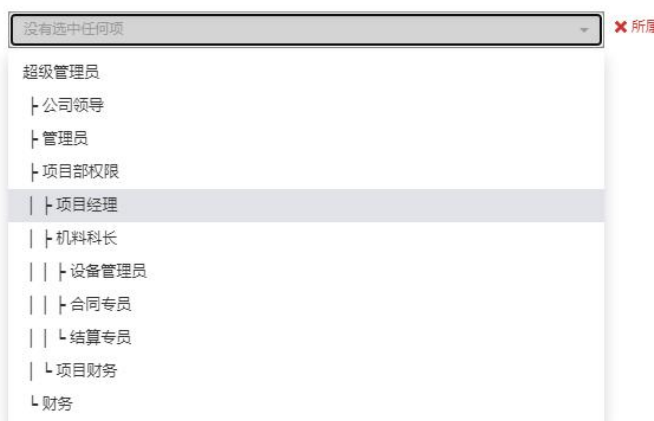 没有选中任何项
✖ 所属
超级管理员
├ 公司领导
├ 管理员
├ 项目部权限
│ ├ 项目经理
│ ├ 机料科长
│ │ ├ 设备管理员
│ │ ├ 合同专员
│ │ └ 结算专员
│ └ 项目财务
└ 财务